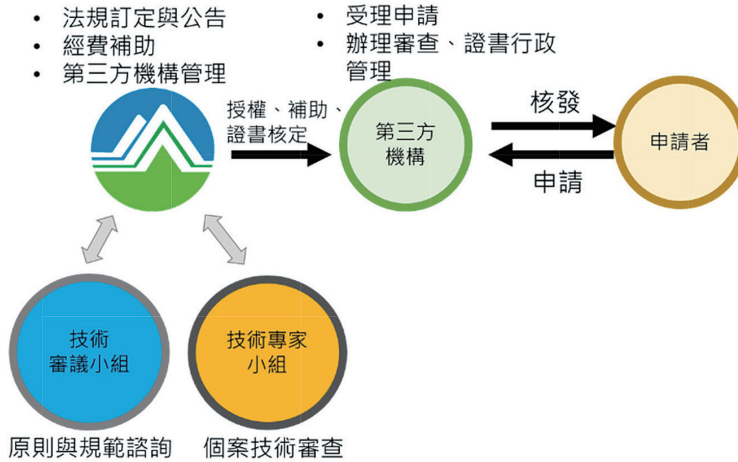 • 法規訂定與公告
• 經費補助
• 第三方機構管理
• 受理申請
• 辦理審查、證書行政
管理
授權、補助、
證書核定
第三方
機構
核發
申請
申請者
技術
審議小組
技術專家
小組
原則與規範諮詢
個案技術審查